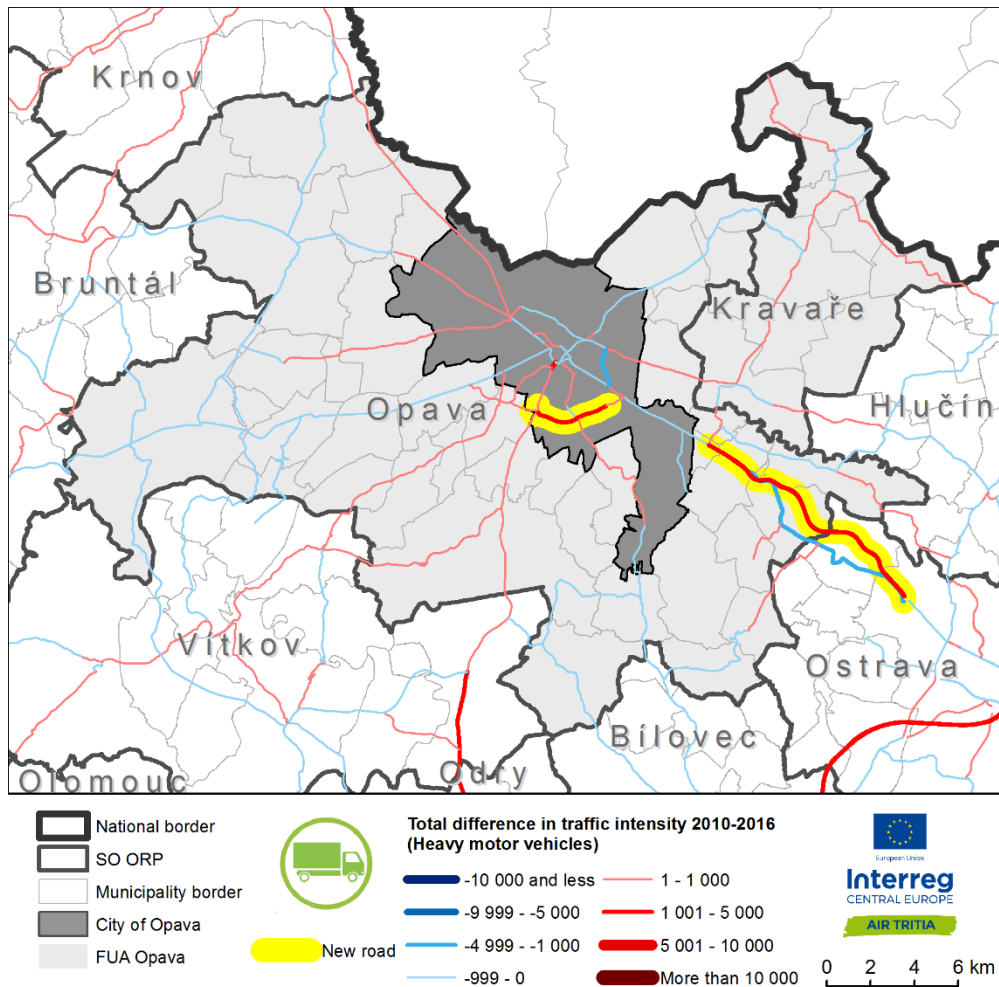 Krnov
Bruntál
Kravaře
Opava
Hlučín
Vítkov
Ostrava
Bílovec
Olomouc
Odry
National border
SO ORP
Municipality border
City of Opava
FUA Opava
New road
Total difference in traffic intensity 2010-2016
(Heavy motor vehicles)
-10 000 and less
-9 999 - -5 000
-4 999 - -1 000
-999 - 0
1 - 1 000
1 001 - 5 000
5 001 - 10 000
More than 10 000
European Union
Interreg
CENTRAL EUROPE
AIR TRITIA
0 2 4 6 km